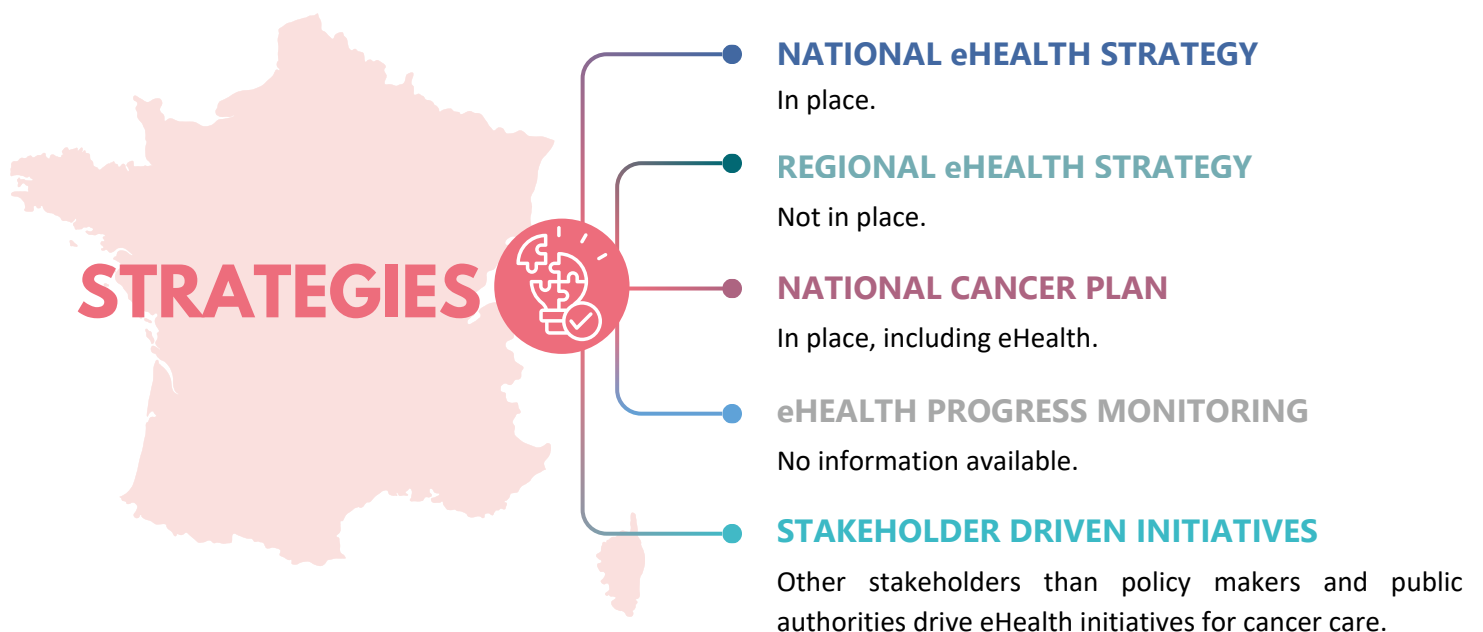 STRATEGIES
NATIONAL eHEALTH STRATEGY
In place.
REGIONAL eHEALTH STRATEGY
Not in place.
NATIONAL CANCER PLAN
In place, including eHealth.
eHEALTH PROGRESS MONITORING
No information available.
STAKEHOLDER DRIVEN INITIATIVES
Other stakeholders than policy makers and public
authorities drive eHealth initiatives for cancer care.